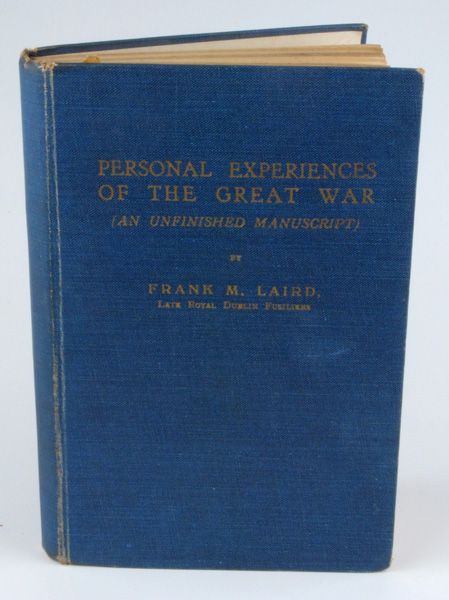 PERSONAL EXPERIENCES
OF THE GREAT WAR
(AN UNFINISHED MANUSCRIPT)
BY
FRANK M. LAIRD,
LATE ROYAL DUBLIN FUSILIERS